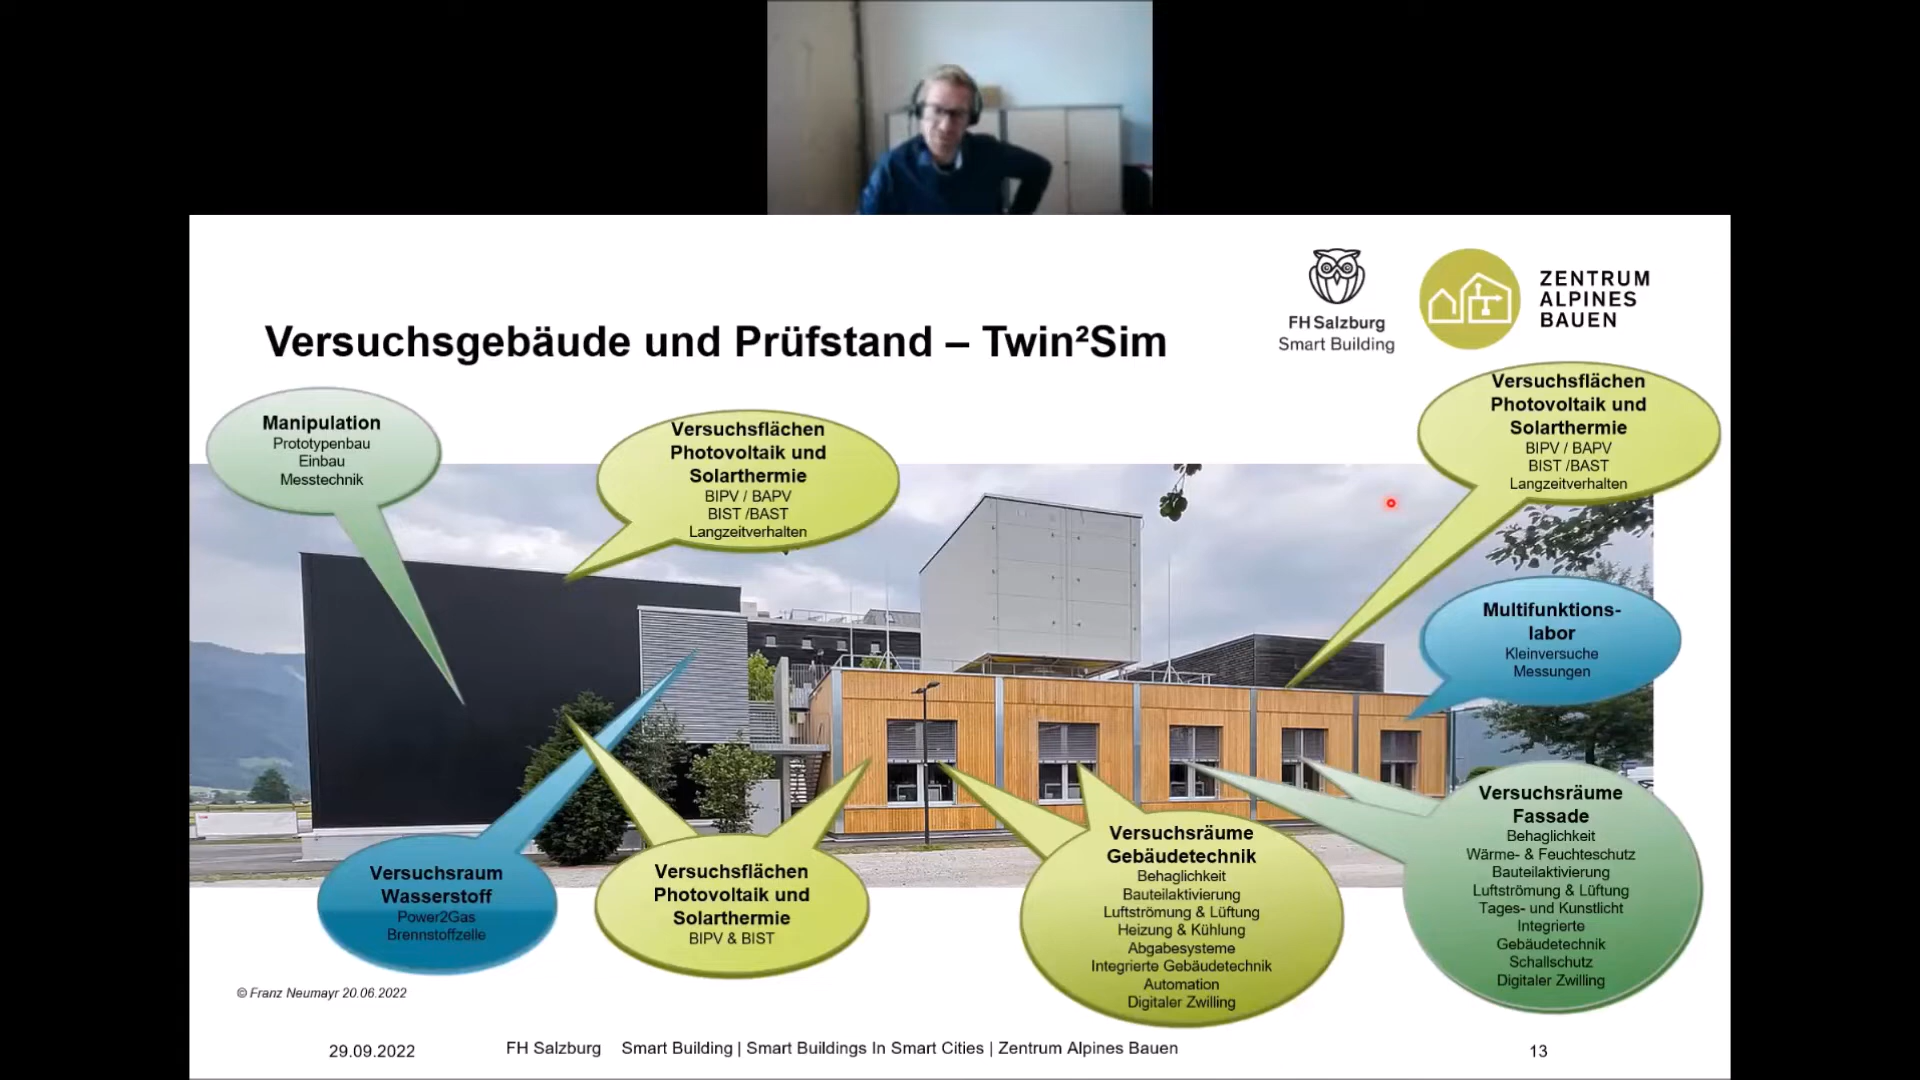 FH Salzburg
Smart Building
ZENTRUM
ALPINES
BAUEN
Versuchsgebäude und Prüfstand – Twin²Sim
Manipulation
Prototypenbau
Einbau
Messtechnik
Versuchsflächen
Photovoltaik und
Solarthermie
BIPV / BAPV
BIST /BAST
Langzeitverhalten
Versuchsflächen
Photovoltaik und
Solarthermie
BIPV / BAPV
BIST /BAST
Langzeitverhalten
Multifunktions-
labor
Kleinversuche
Messungen
Versuchsraum
Wasserstoff
Power2Gas
Brennstoffzelle
Versuchsflächen
Photovoltaik und
Solarthermie
BIPV & BIST
Versuchsräume
Gebäudetechnik
Behaglichkeit
Bauteilaktivierung
Luftströmung & Lüftung
Heizung & Kühlung
Abgabesysteme
Integrierte Gebäudetechnik
Automation
Digitaler Zwilling
Versuchsräume
Fassade
Behaglichkeit
Wärme- & Feuchteschutz
Bauteilaktivierung
Luftströmung & Lüftung
Tages- und Kunstlicht
Integrierte
Gebäudetechnik
Schallschutz
Digitaler Zwilling
© Franz Neumayr 20.06.2022
29.09.2022
FH Salzburg Smart Building | Smart Buildings In Smart Cities | Zentrum Alpines Bauen
13